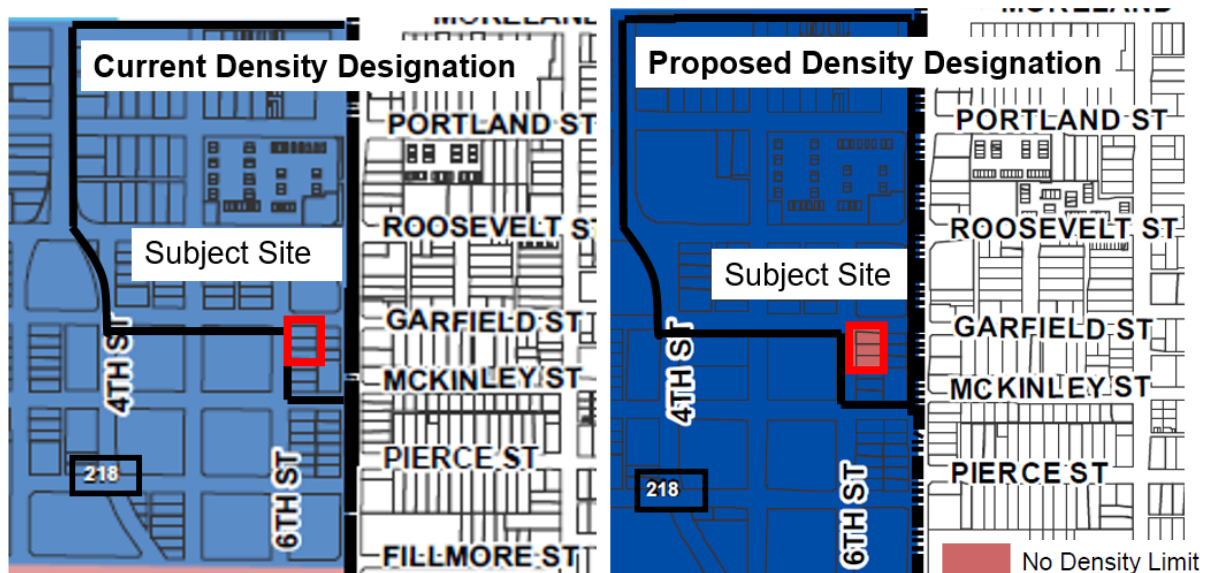 MORELAND
Current Density Designation
PORTLAND ST
ROOSEVELT ST
Subject Site
GARFIELD ST
4TH ST
MCKINLEY ST
PIERCE ST
218
6TH ST
FILLMORE ST
MORELAND
Proposed Density Designation
PORTLAND ST
ROOSEVELT ST
Subject Site
GARFIELD ST
4TH ST
MCKINLEY ST
PIERCE ST
218
6TH ST
No Density Limit